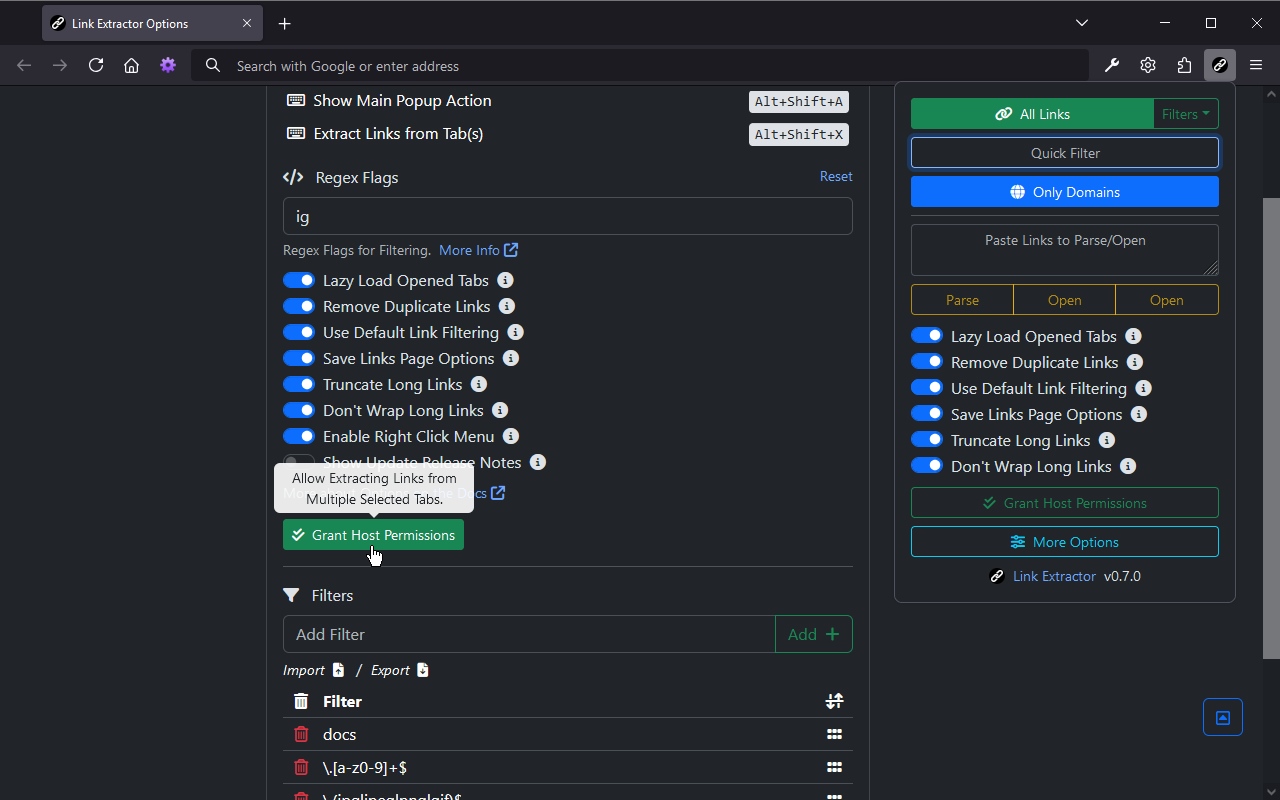 Link Extractor Options
Search with Google or enter address
Show Main Popup Action Alt+Shift+A
Extract Links from Tab(s) Alt+Shift+X
</> Regex Flags Reset
ig
Regex Flags for Filtering. More Info
Lazy Load Opened Tabs
Remove Duplicate Links
Use Default Link Filtering
Save Links Page Options
Truncate Long Links
Don't Wrap Long Links
Enable Right Click Menu
Show Update Release Notes
Allow Extracting Links from
Multiple Selected Tabs.
Docs
Grant Host Permissions
Filters
Add Filter Add +
Import / Export
Filter
docs
\.[a-z0-9]+$
All Links Filters
Quick Filter
Only Domains
Paste Links to Parse/Open
Parse Open Open
Lazy Load Opened Tabs
Remove Duplicate Links
Use Default Link Filtering
Save Links Page Options
Truncate Long Links
Don't Wrap Long Links
Grant Host Permissions
More Options
Link Extractor v0.7.0